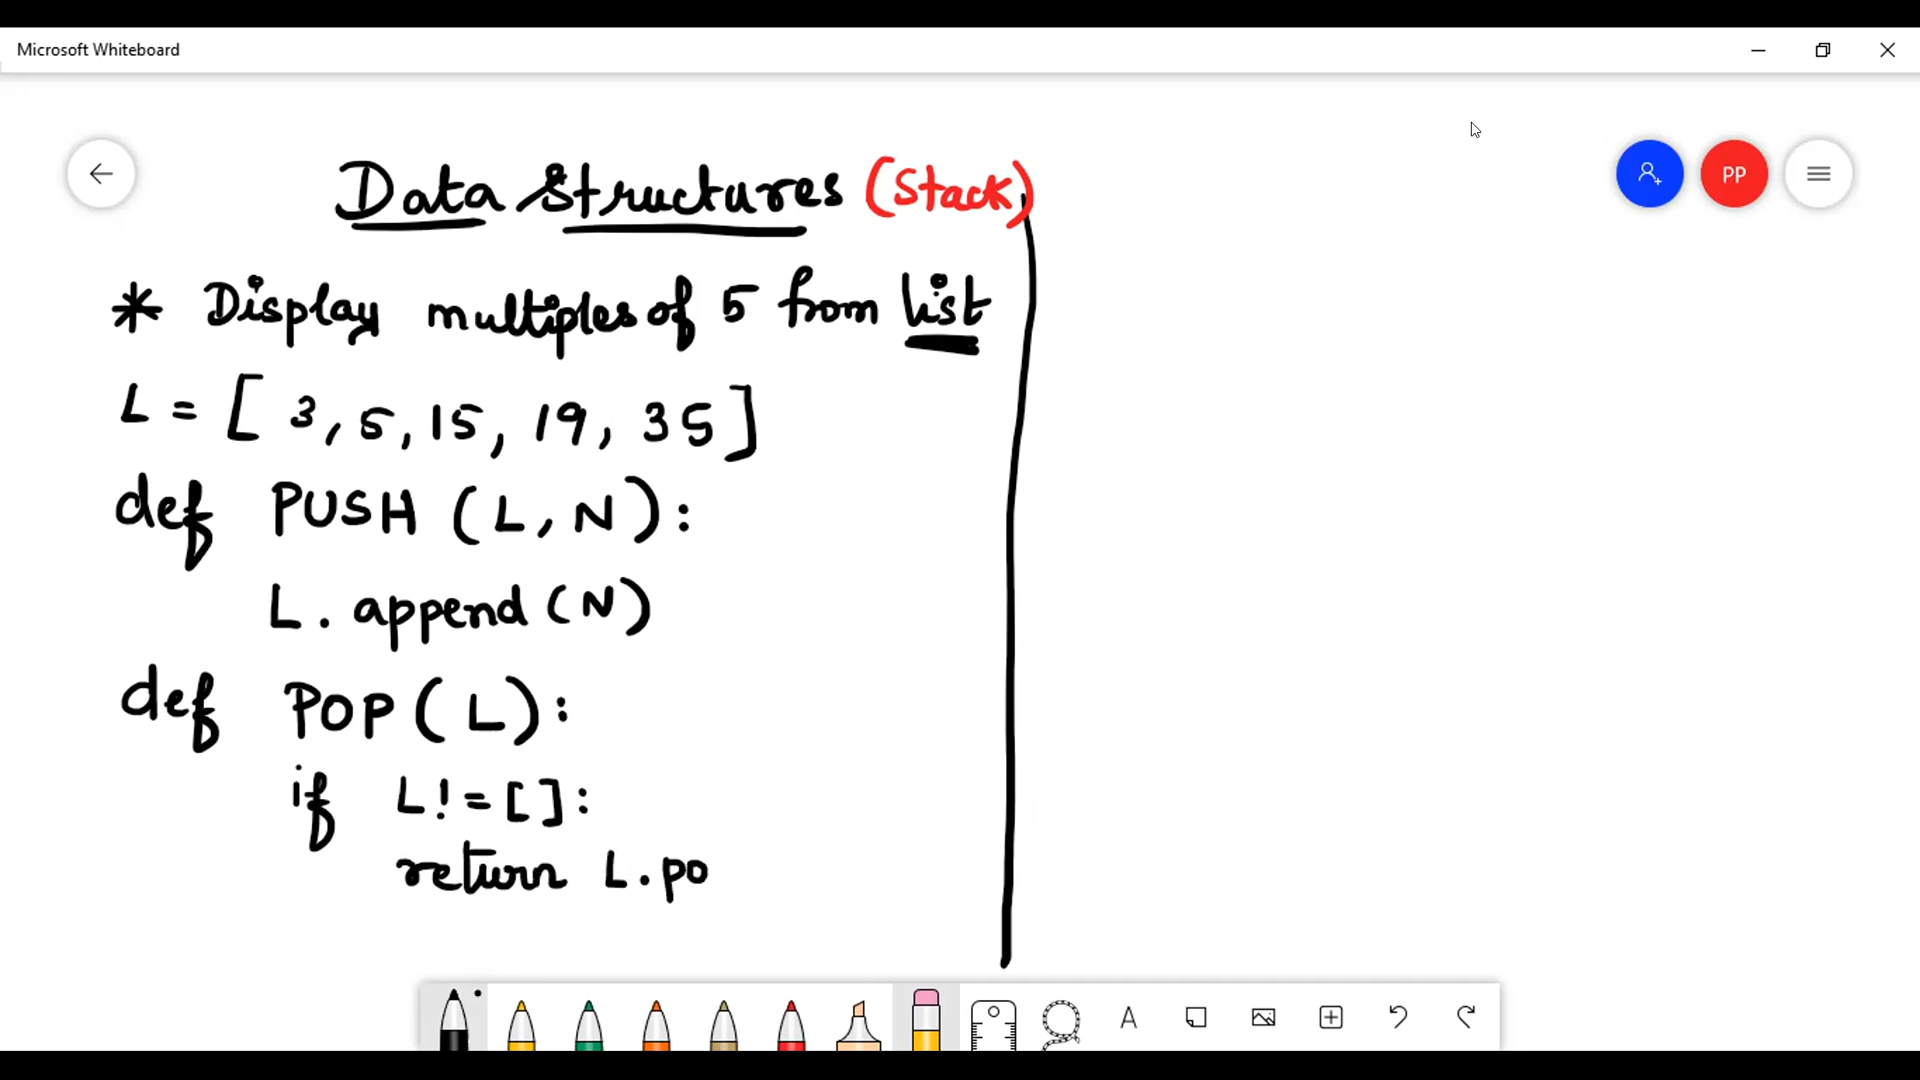 Microsoft Whiteboard
PP
Data Structures (Stack)
* Display multiples of 5 from list
L = [ 3, 5, 15, 19, 35 ]
def PUSH (L, N):
L. append (N)
def POP ( L ):
if L! = [ ]:
return L.po
A